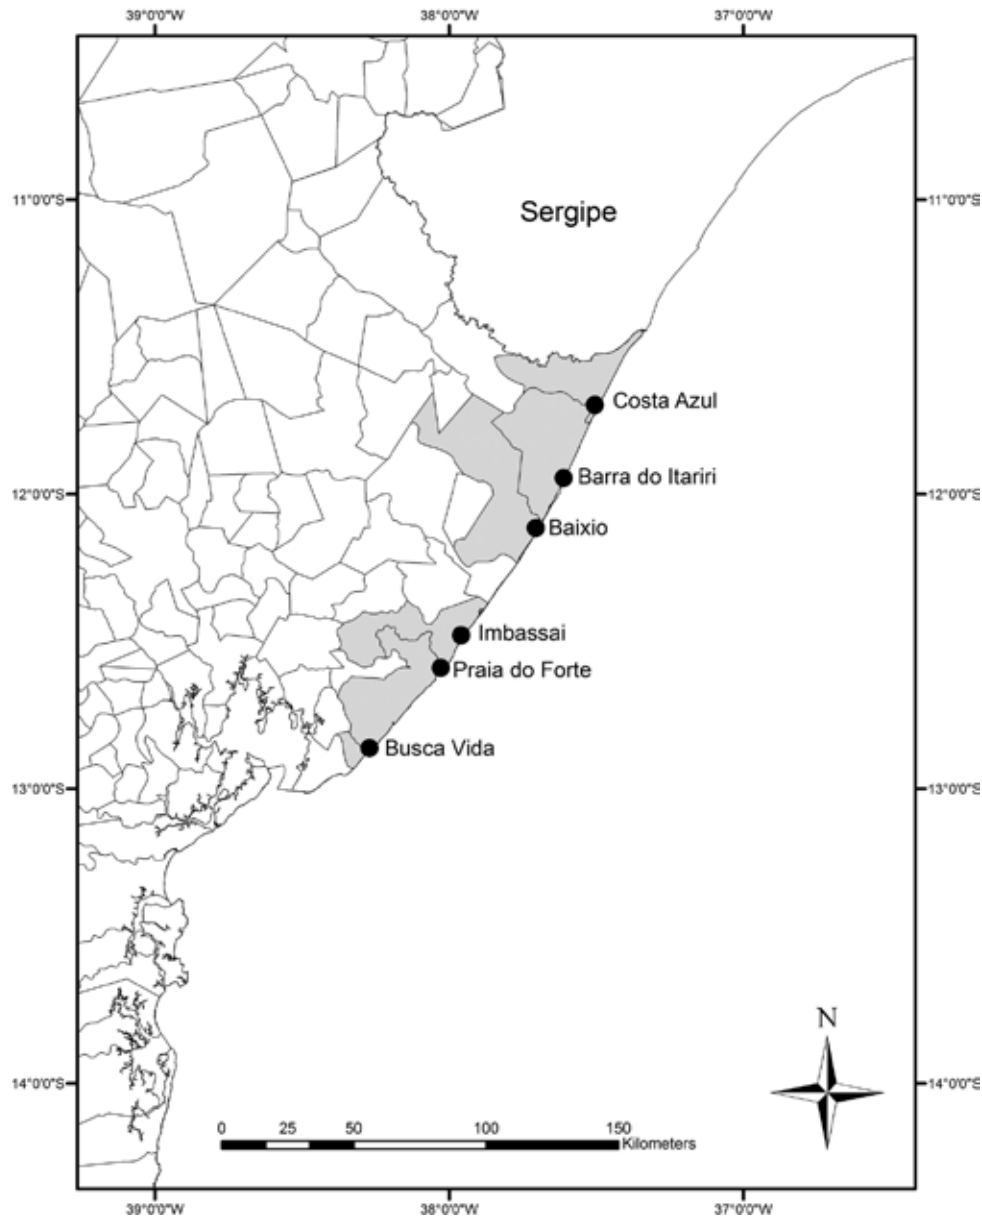 39°0'0"W 38°0'0"W 37°0'0"W
11°0'0"S 11°0'0"S
Sergipe
Costa Azul
Barra do Itariri
12°0'0"S 12°0'0"S
Baixio
Imbassai
Praia do Forte
Busca Vida
13°0'0"S 13°0'0"S
N
14°0'0"S 14°0'0"S
0 25 50 100 150
Kilometers
39°0'0"W 38°0'0"W 37°0'0"W